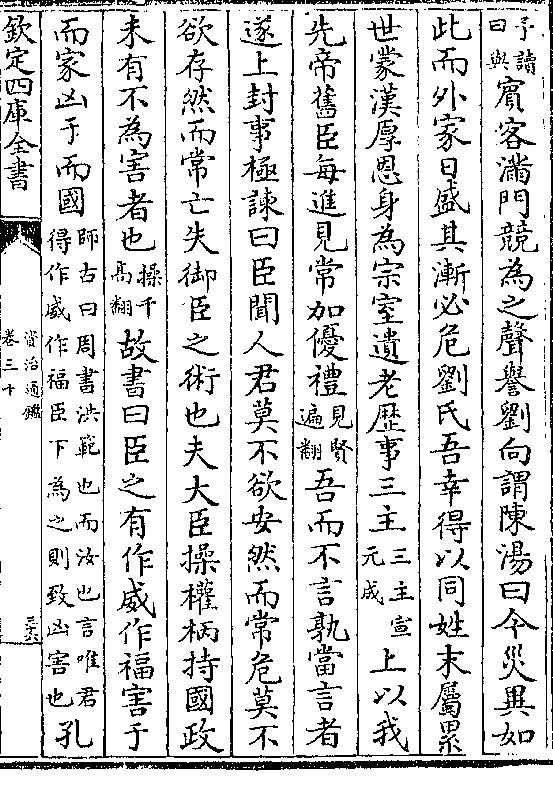 予讀曰與賓客滿門競為之聲譽劉向謂陳湯曰今災異如
此而外家日盛其漸必危劉氏吾幸得以同姓末屬累
世蒙漢厚恩身為宗室遺老歷事三主三主宣元成上以我
先帝舊臣每進見常加優禮見賢遍翻吾而不言孰當言者
遂上封事極諫曰臣聞人君莫不欲安然而常危莫不
欲存然而常亡失御臣之術也夫大臣操權柄持國政
未有不為害者也操千高翻故書曰臣之有作威作福害于
而家凶于而國師古曰周書洪範也而汝也言唯君得作威作福臣下為之則致凶害也孔
欽定四庫全書
資治通鑑
卷三十